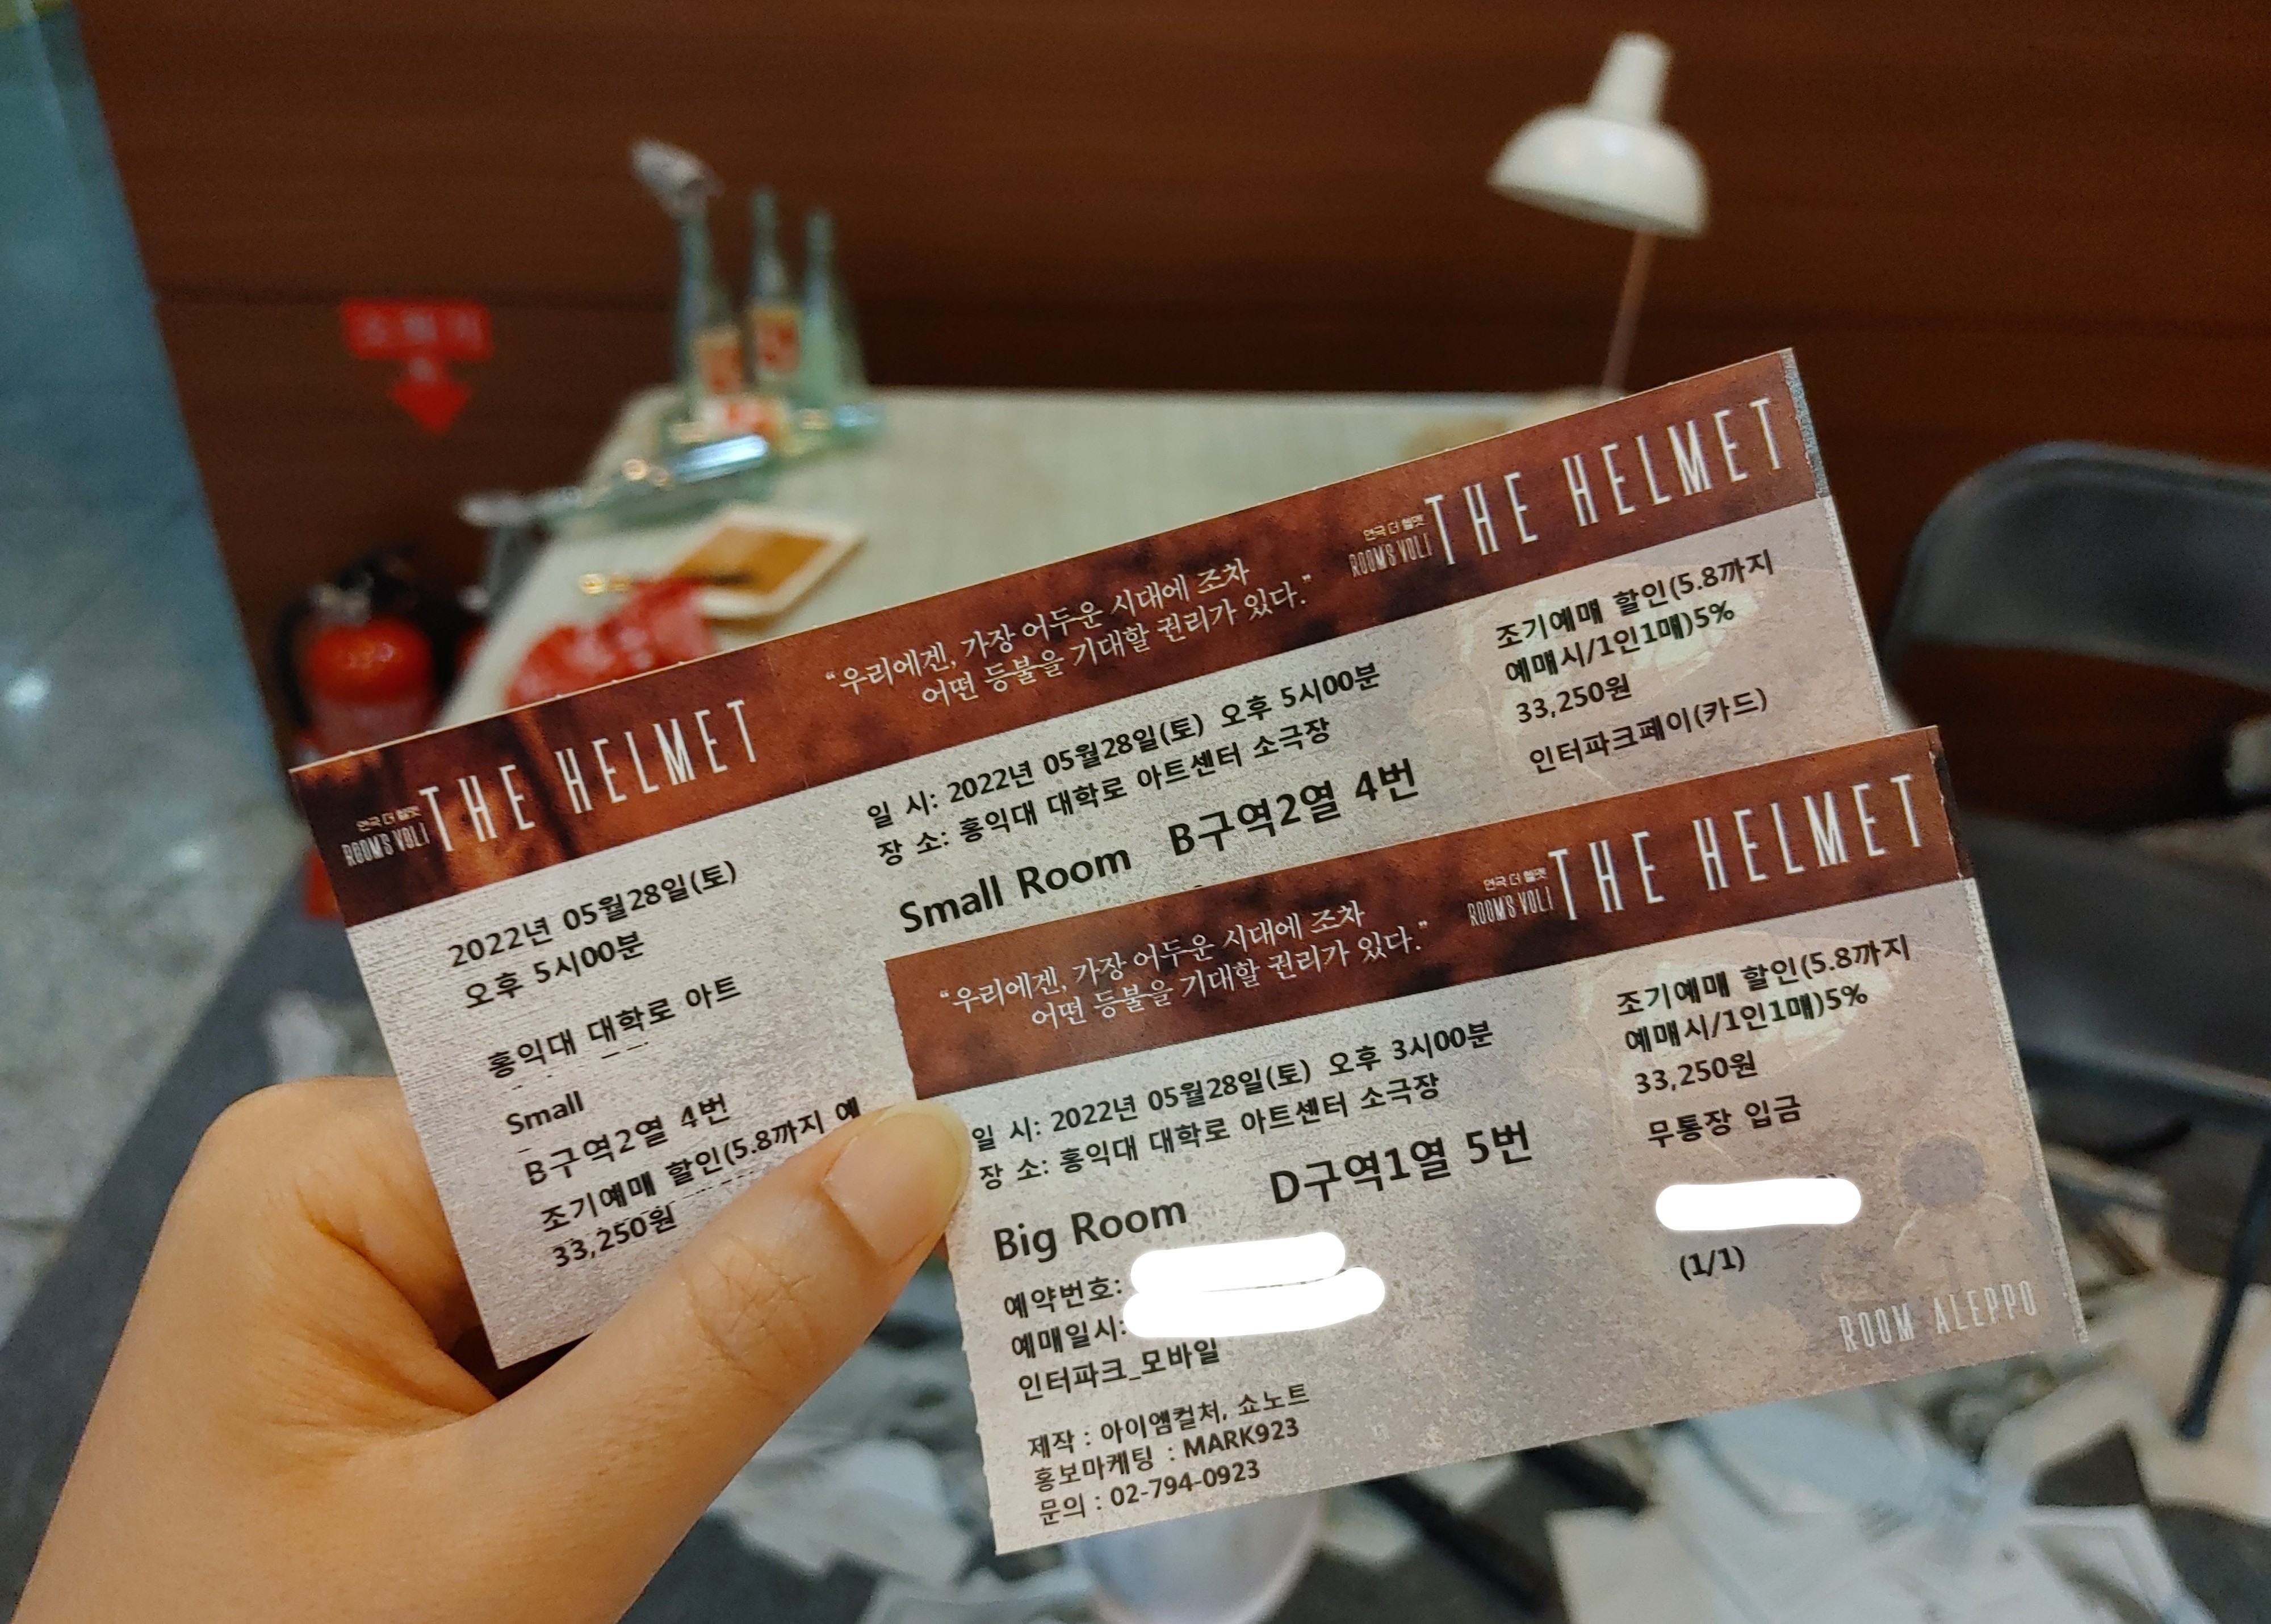 연극 더 헬멧
ROOM'S VOL.1
THE HELMET
2022년 05월28일(토)
오후 5시00분
홍익대 대학로 아트
Small
B구역2열 4번
조기예매 할인(5.8까지 예
33,250원
“우리에겐, 가장 어두운 시대에 조차
어떤 등불을 기대할 권리가 있다.”
연극 더 헬멧
ROOM'S VOL.1
THE HELMET
일 시: 2022년 05월28일(토) 오후 5시00분
장 소: 홍익대 대학로 아트센터 소극장
Small Room B구역2열 4번
조기예매 할인(5.8까지
예매시/1인1매)5%
33,250원
인터파크페이(카드)
“우리에겐, 가장 어두운 시대에 조차
어떤 등불을 기대할 권리가 있다.”
연극 더 헬멧
ROOM'S VOL.1
THE HELMET
일 시: 2022년 05월28일(토) 오후 3시00분
장 소: 홍익대 대학로 아트센터 소극장
Big Room D구역1열 5번
예약번호:
예매일시:
인터파크_모바일
제작 : 아이엠컬처, 쇼노트
홍보마케팅 : MARK923
문의 : 02-794-0923
조기예매 할인(5.8까지
예매시/1인1매)5%
33,250원
무통장 입금
(1/1)
ROOM ALEPPO
소화기